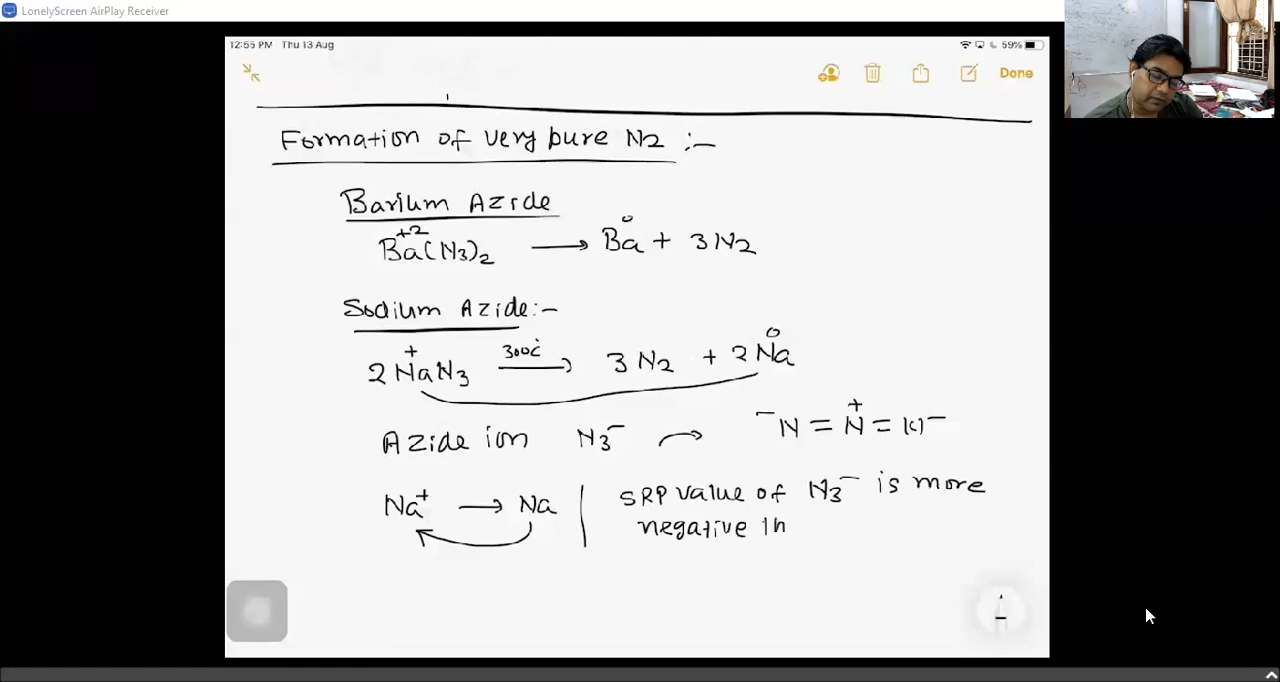 LonelyScreen AirPlay Receiver
12:55 PM Thu 13 Aug
59%
Done
Formation of very pure N2 :-
Barium Azide
+2 0
Ba(N3)2 → Ba + 3N2
Sodium Azide:-
+ 300°C 0
2NaN3 → 3N2 + 2Na
Azide ion N3⁻ → ⁻N = N⁺ = N⁻
Na⁺ → Na | SRP value of N3⁻ is more
negative th